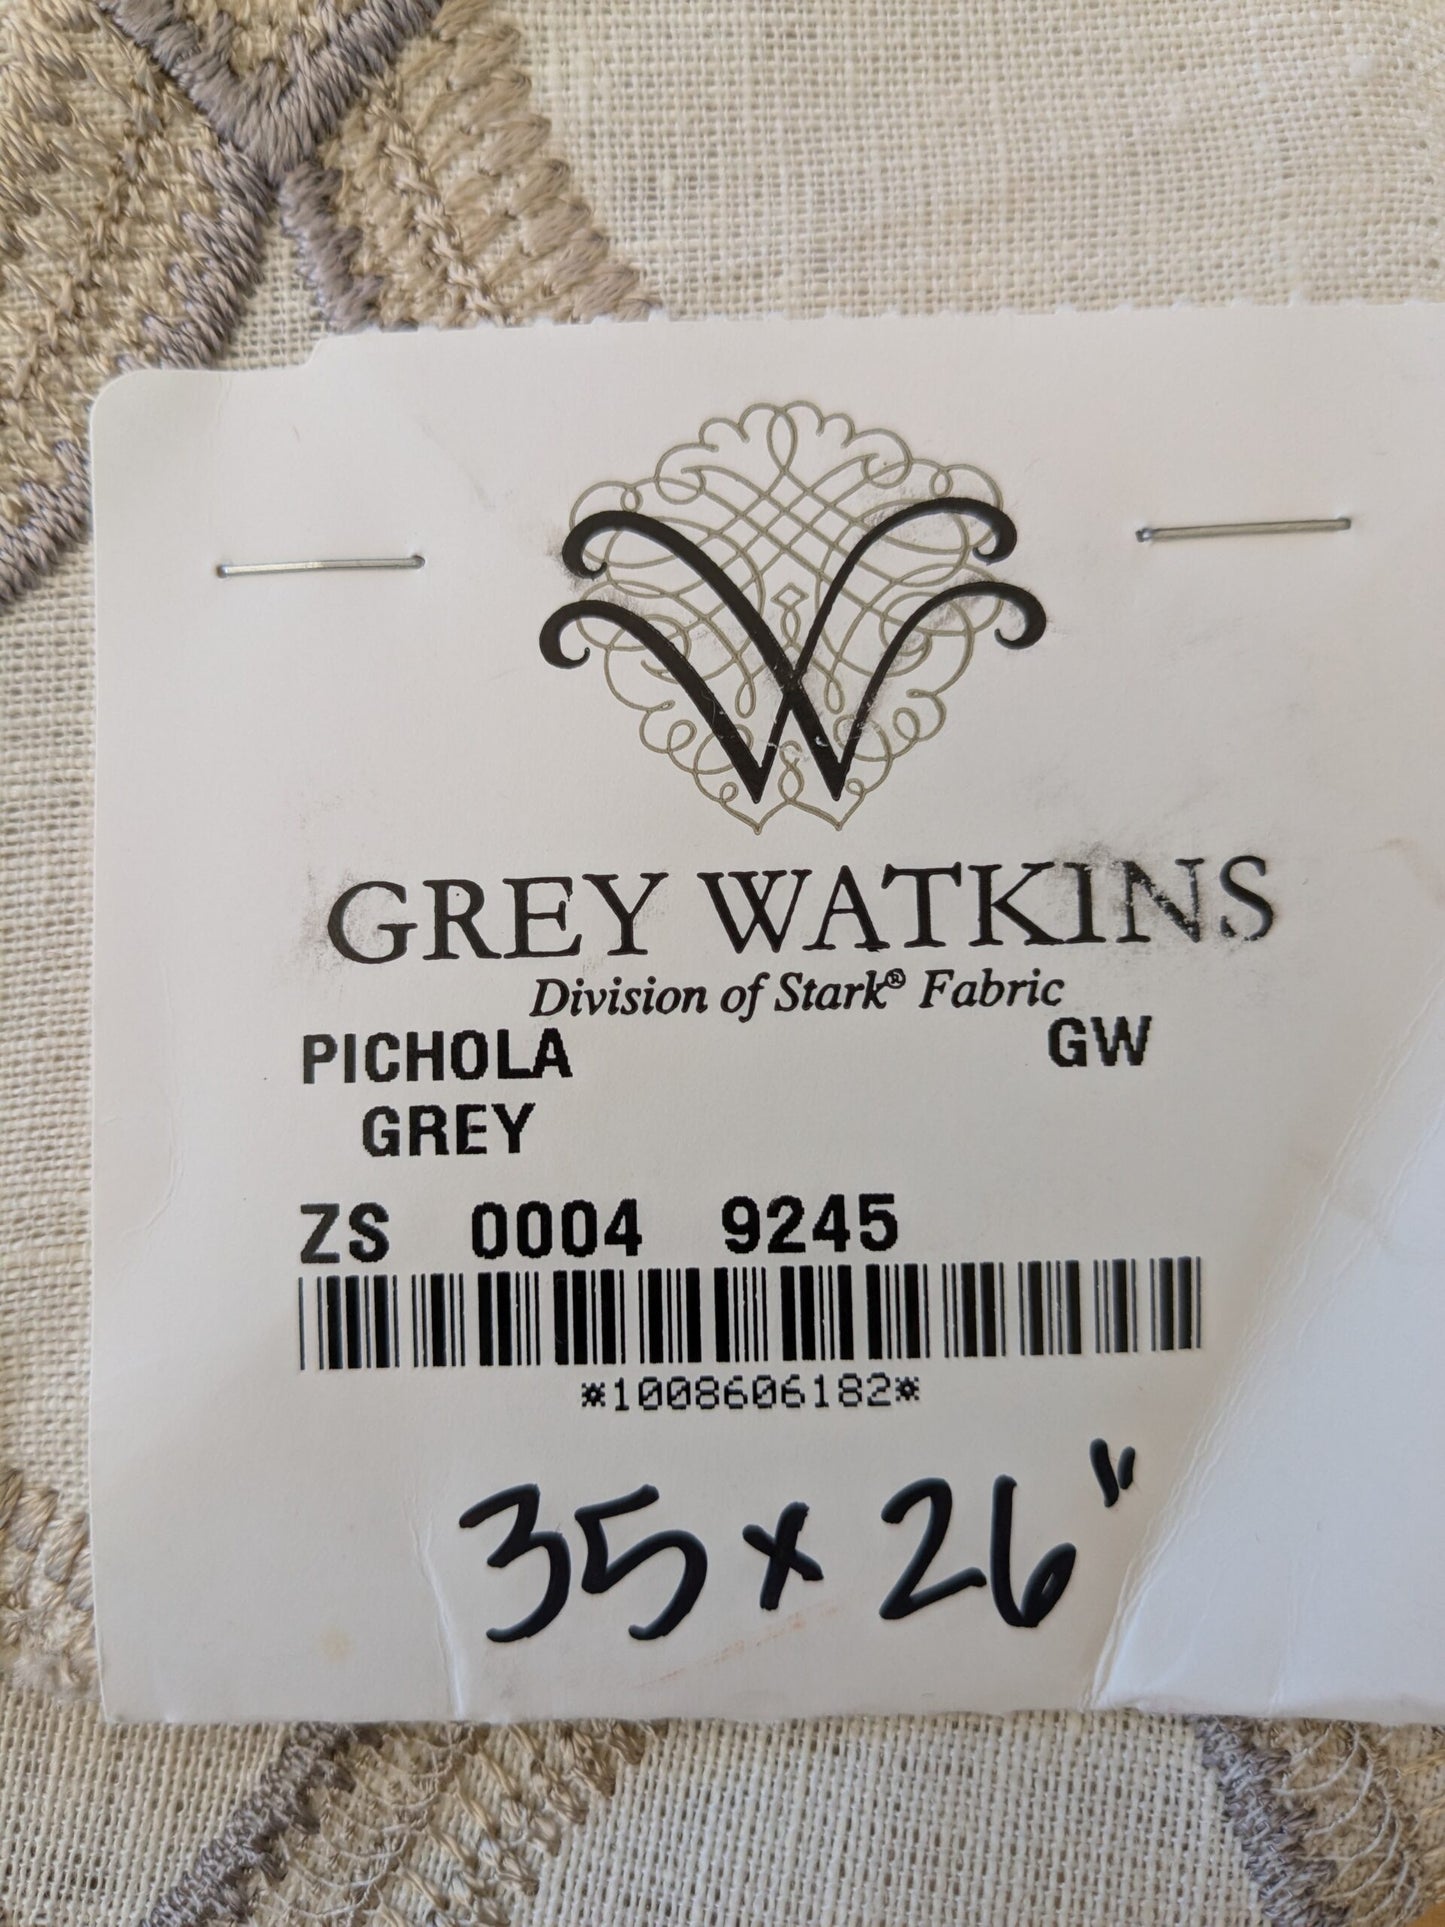 W
GREY WATKINS
Division of Stark® Fabric
PICHOLA GW
GREY
ZS 0004 9245
*1008606182*
35 x 26"